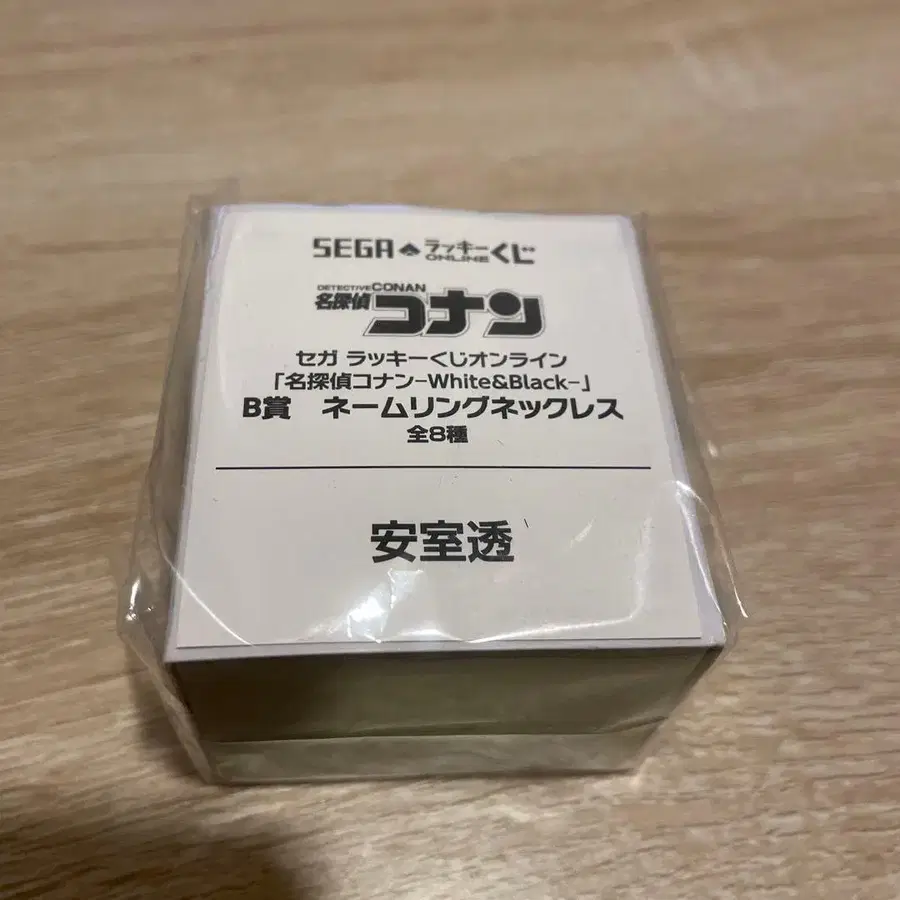 SEGA ラッキーくじ ONLINE
DETECTIVE CONAN
名探偵コナン
セガ ラッキーくじオンライン
「名探偵コナン-White&Black-」
B賞 ネームリングネックレス
全8種
安室透